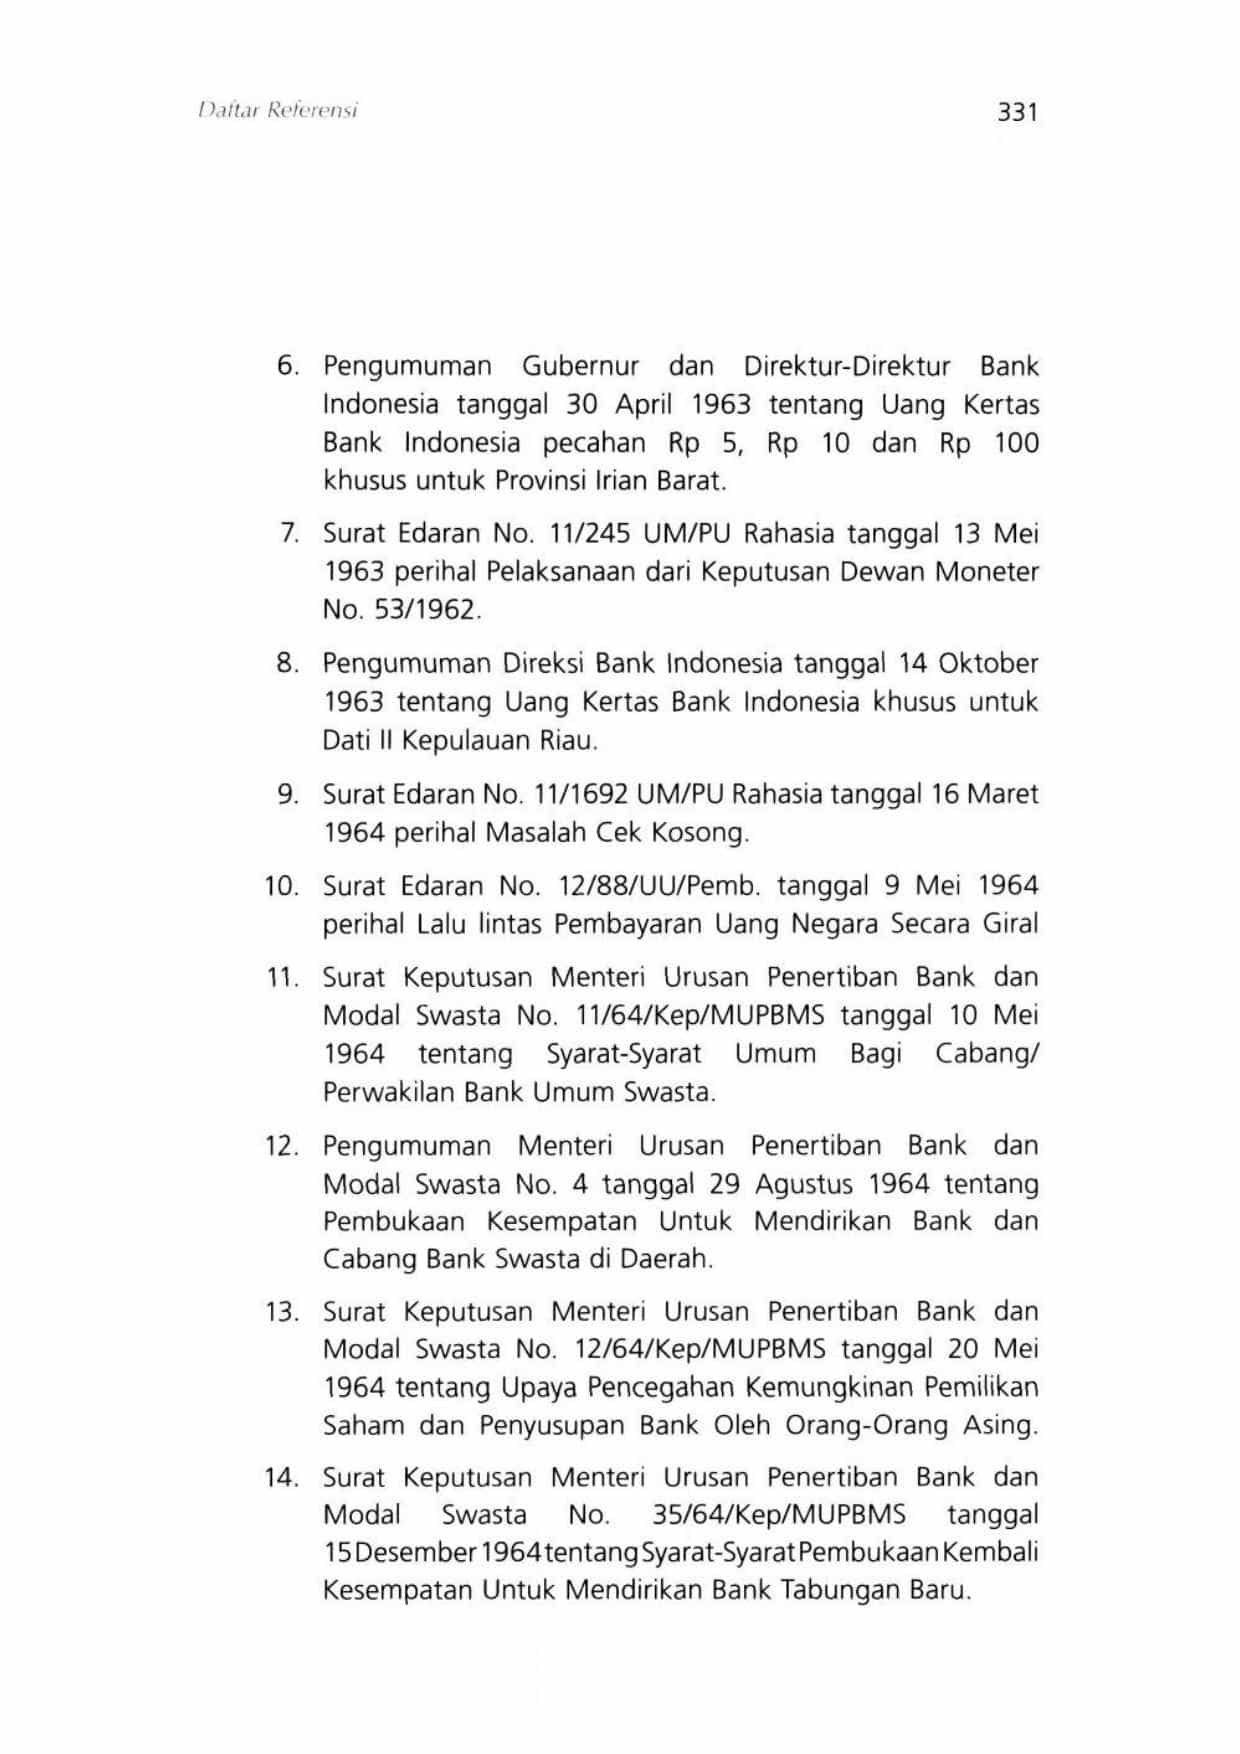 Daftar Referensi 331
6. Pengumuman Gubernur dan Direktur-Direktur Bank
Indonesia tanggal 30 April 1963 tentang Uang Kertas
Bank Indonesia pecahan Rp 5, Rp 10 dan Rp 100
khusus untuk Provinsi Irian Barat.
7. Surat Edaran No. 11/245 UM/PU Rahasia tanggal 13 Mei
1963 perihal Pelaksanaan dari Keputusan Dewan Moneter
No. 53/1962.
8. Pengumuman Direksi Bank Indonesia tanggal 14 Oktober
1963 tentang Uang Kertas Bank Indonesia khusus untuk
Dati II Kepulauan Riau.
9. Surat Edaran No. 11/1692 UM/PU Rahasia tanggal 16 Maret
1964 perihal Masalah Cek Kosong.
10. Surat Edaran No. 12/88/UU/Pemb. tanggal 9 Mei 1964
perihal Lalu lintas Pembayaran Uang Negara Secara Giral
11. Surat Keputusan Menteri Urusan Penertiban Bank dan
Modal Swasta No. 11/64/Kep/MUPBMS tanggal 10 Mei
1964 tentang Syarat-Syarat Umum Bagi Cabang/
Perwakilan Bank Umum Swasta.
12. Pengumuman Menteri Urusan Penertiban Bank dan
Modal Swasta No. 4 tanggal 29 Agustus 1964 tentang
Pembukaan Kesempatan Untuk Mendirikan Bank dan
Cabang Bank Swasta di Daerah.
13. Surat Keputusan Menteri Urusan Penertiban Bank dan
Modal Swasta No. 12/64/Kep/MUPBMS tanggal 20 Mei
1964 tentang Upaya Pencegahan Kemungkinan Pemilikan
Saham dan Penyusupan Bank Oleh Orang-Orang Asing.
14. Surat Keputusan Menteri Urusan Penertiban Bank dan
Modal Swasta No. 35/64/Kep/MUPBMS tanggal
15 Desember 1964 tentang Syarat-Syarat Pembukaan Kembali
Kesempatan Untuk Mendirikan Bank Tabungan Baru.